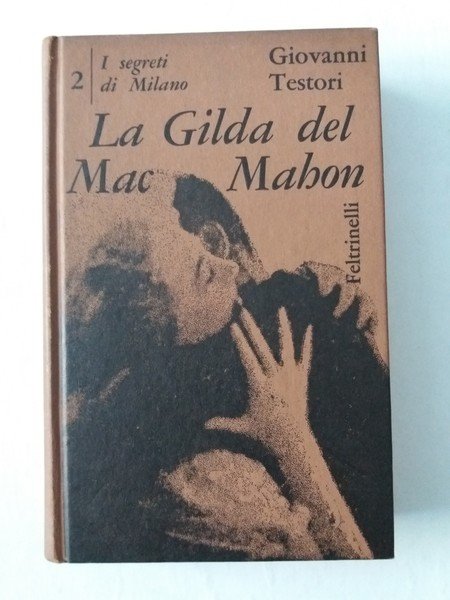 2
I segreti
di Milano
Giovanni
Testori
La Gilda del
Mac Mahon
Feltrinelli